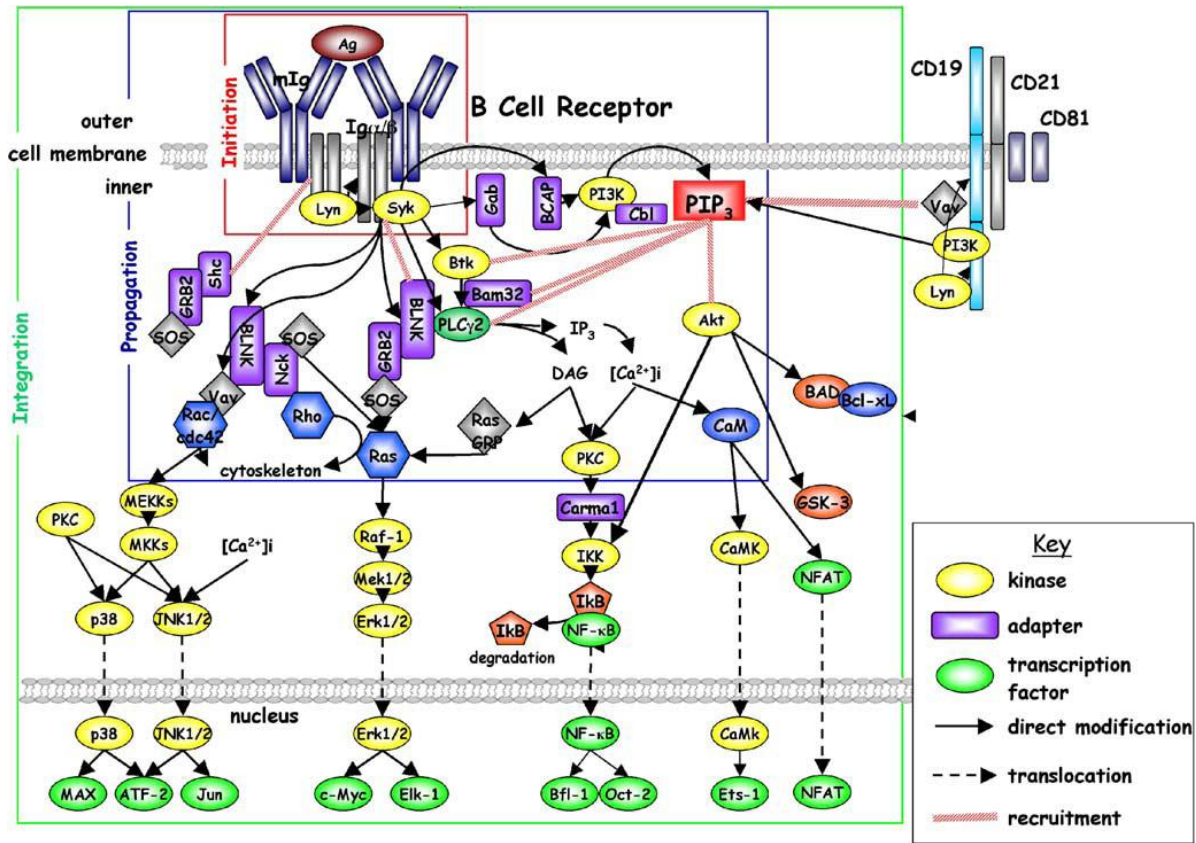 Ag
mIg
B Cell Receptor
Igα/β
Initiation
outer
cell membrane
inner
CD19
CD21
CD81
Lyn
Syk
Gab
BCAP
PI3K
Cbl
PIP3
Vav
PI3K
Lyn
Propagation
Integration
Shc
GRB2
SOS
Btk
Bam32
BLNK
PLCγ2
GRB2
SOS
BLNK
Nck
SOS
Vav
Rac/
cdc42
Rho
Ras
cytoskeleton
IP3
DAG
[Ca2+]i
Ras
GRP
Akt
BAD
Bcl-xL
CaM
PKC
Carma1
IKK
GSK-3
CaMK
NFAT
MEKKs
PKC
MKKs
[Ca2+]i
p38
JNK1/2
Raf-1
Mek1/2
Erk1/2
IkB
NF-κB
IkB
degradation
nucleus
p38
JNK1/2
Erk1/2
NF-κB
CaMk
MAX
ATF-2
Jun
c-Myc
Elk-1
Bfl-1
Oct-2
Ets-1
NFAT
Key
kinase
adapter
transcription
factor
direct modification
translocation
recruitment